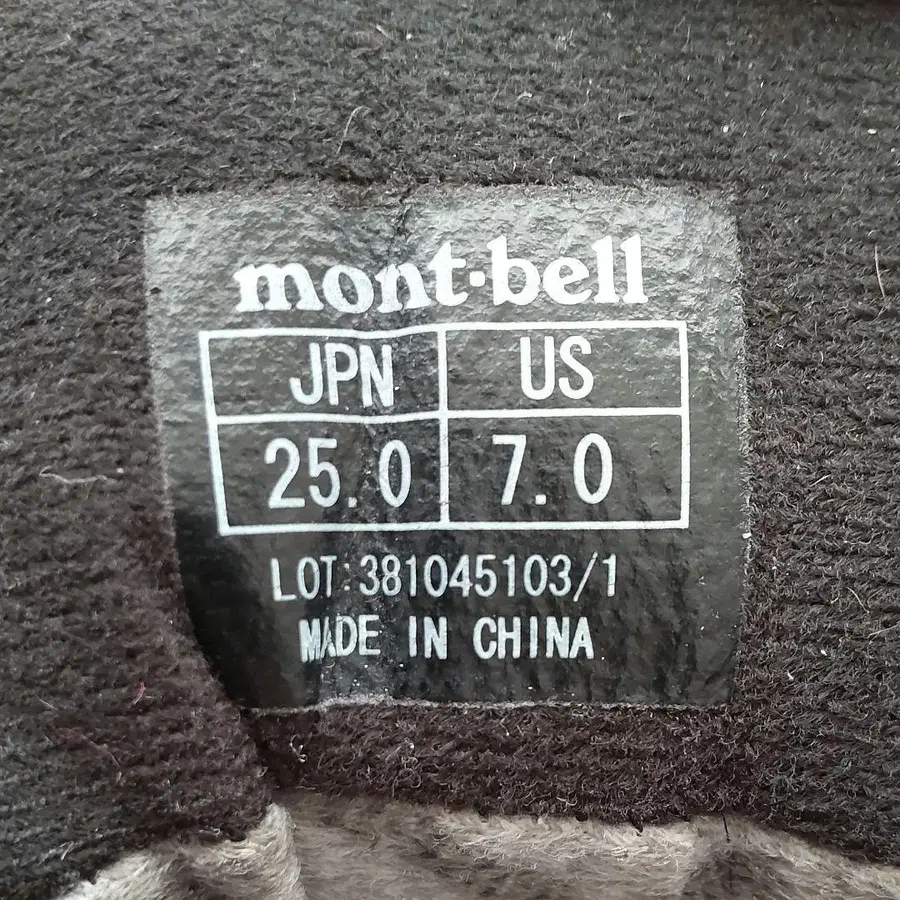 mont·bell
JPN US
25.0 7.0
LOT:381045103/1
MADE IN CHINA